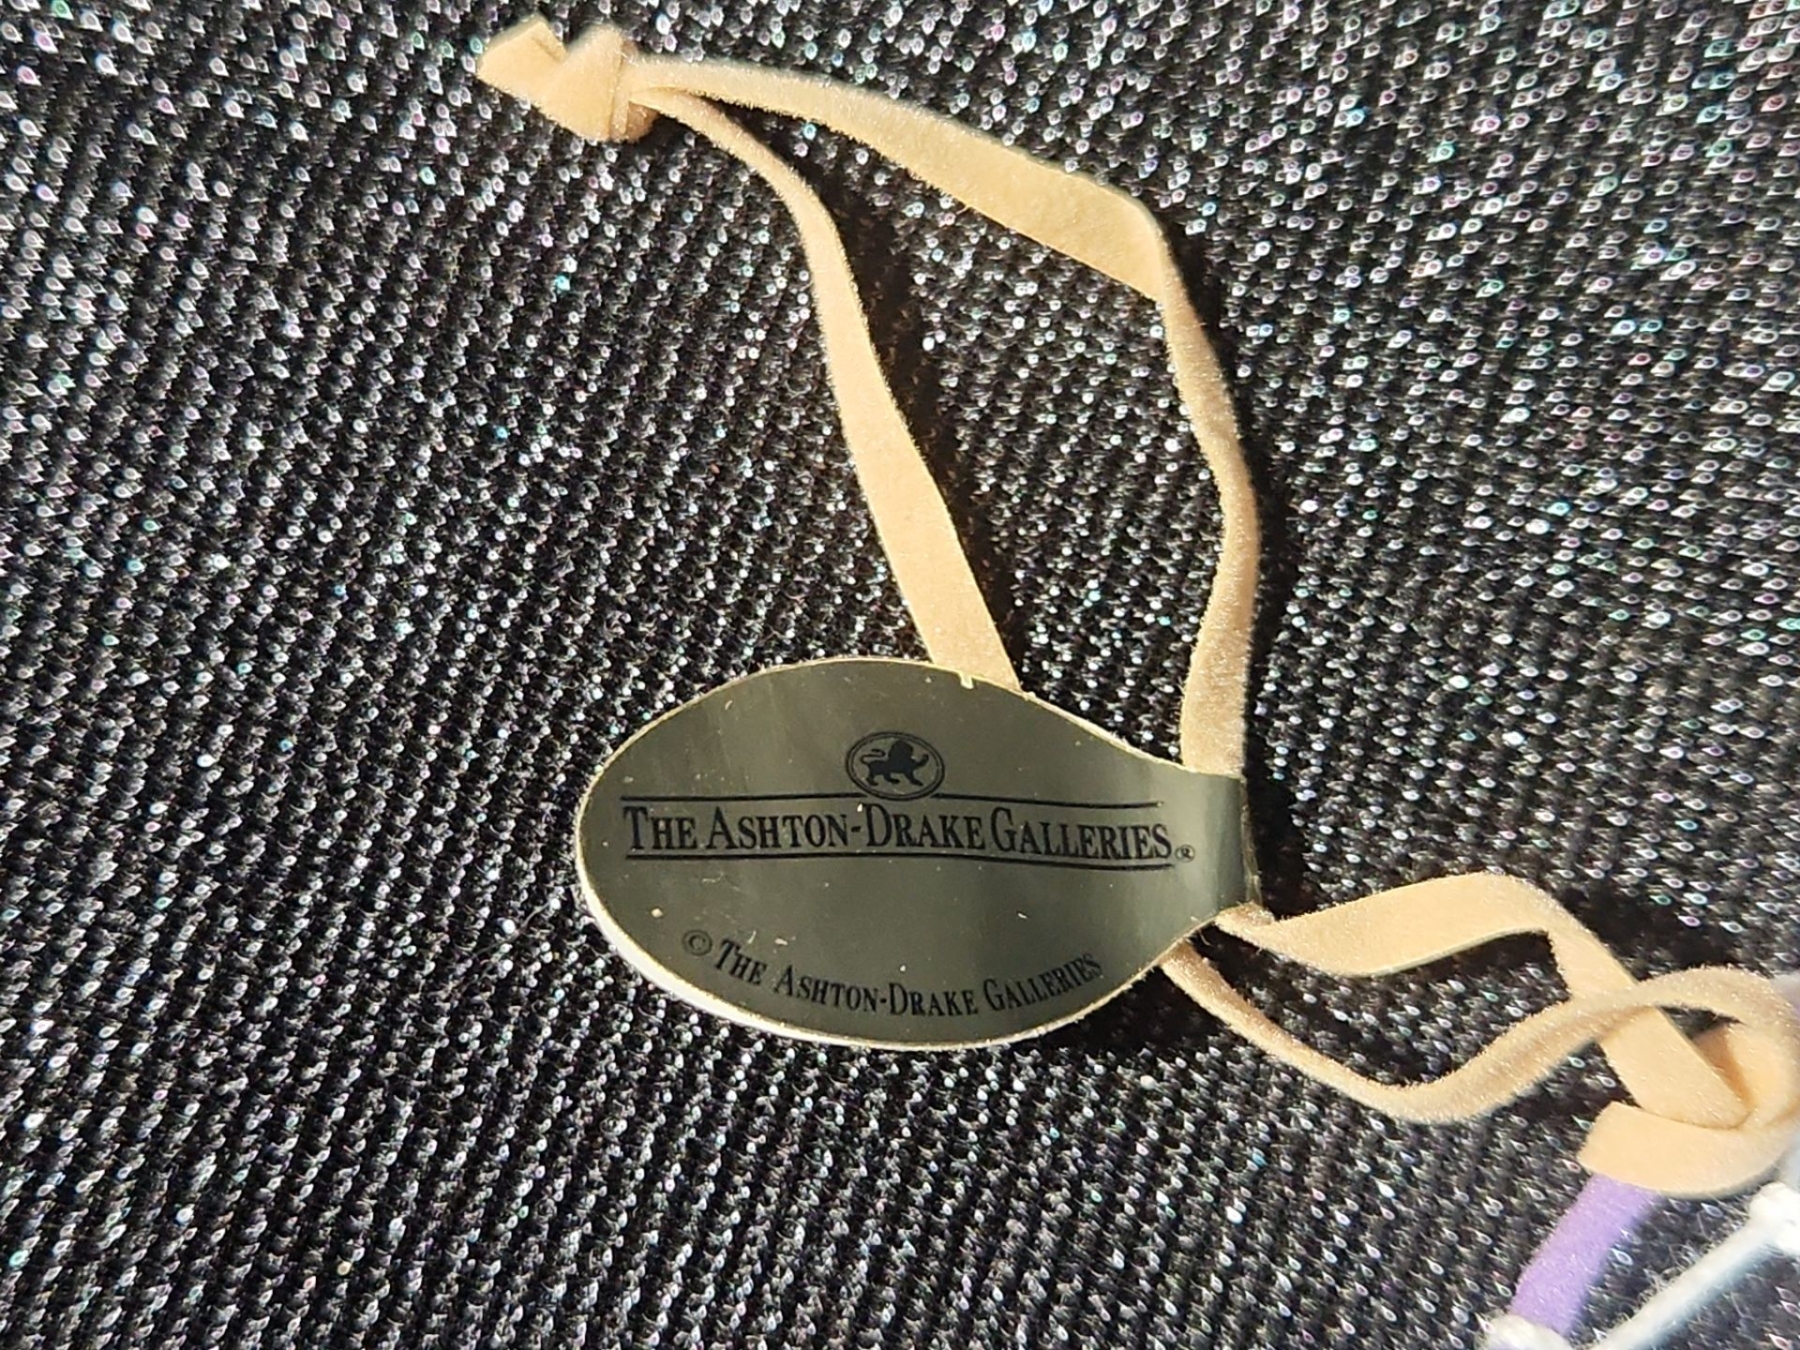 THE ASHTON-DRAKE GALLERIES®
© THE ASHTON-DRAKE GALLERIES